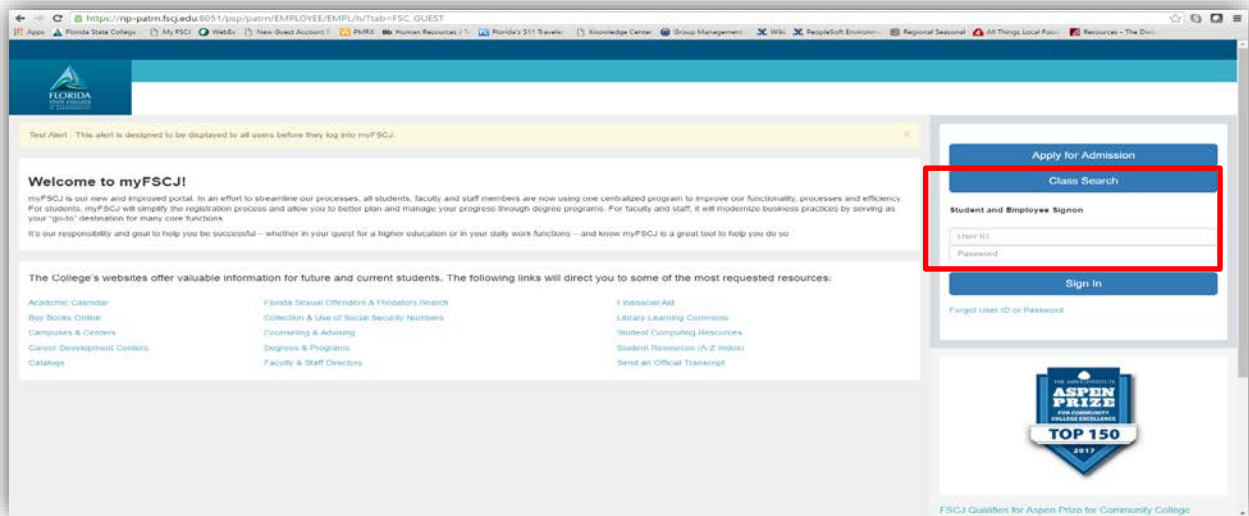 https://np-patrn.fscj.edu:8051/psp/patrn/EMPLOYEE/EMPL/h/?tab=FSC_GUEST
Apps Florida State College My FSCJ WebEx New Guest Account PMRX Bb Human Resources / Florida's 511 Traveler Knowledge Center Group Management Wiki PeopleSoft Environm Regional Seasonal All Things Local Food Resources - The Divi
FLORIDA
STATE COLLEGE
Test Alert - This alert is designed to be displayed to all users before they log into myFSCJ.
Welcome to myFSCJ!
myFSCJ is our new and improved portal. In an effort to streamline our processes, all students, faculty and staff members are now using one centralized program to improve our functionality, processes and efficiency.
For students, myFSCJ will simplify the registration process and allow you to better plan and manage your progress through degree programs. For faculty and staff, it will modernize business practices by serving as
your "go-to" destination for many core functions.
It's our responsibility and goal to help you be successful – whether in your quest for a higher education or in your daily work functions – and know myFSCJ is a great tool to help you do so
The College's websites offer valuable information for future and current students. The following links will direct you to some of the most requested resources:
Academic Calendar Florida Sexual Offenders & Predators Search Financial Aid
Buy Books Online Collection & Use of Social Security Numbers Library Learning Commons
Campuses & Centers Counseling & Advising Student Computing Resources
Career Development Centers Degrees & Programs Student Resources (A-Z Index)
Catalogs Faculty & Staff Directory Send an Official Transcript
Apply for Admission
Class Search
Student and Employee Signon
User ID
Password
Sign In
Forgot User ID or Password
THE ASPEN INSTITUTE
ASPEN
PRIZE
FOR COMMUNITY
COLLEGE EXCELLENCE
TOP 150
2017
FSCJ Qualifies for Aspen Prize for Community College